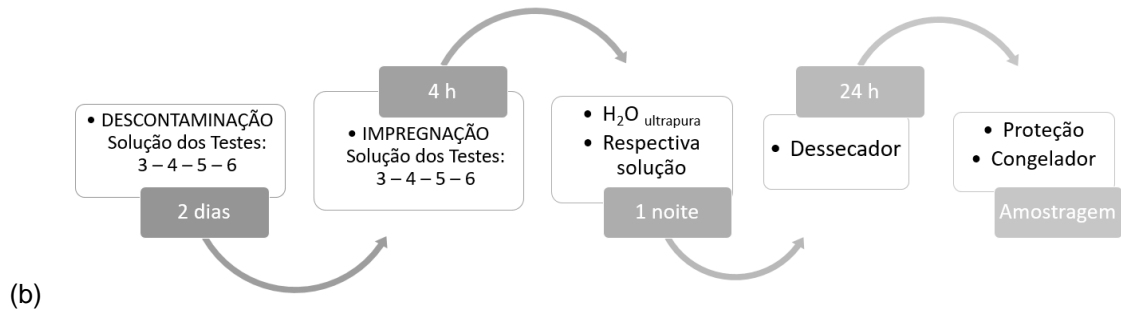 • DESCONTAMINAÇÃO
Solução dos Testes:
3 – 4 – 5 – 6
2 dias
4 h
• IMPREGNAÇÃO
Solução dos Testes:
3 – 4 – 5 – 6
• H₂O ultrapura
• Respectiva
solução
1 noite
24 h
• Dessecador
• Proteção
• Congelador
Amostragem
(b)